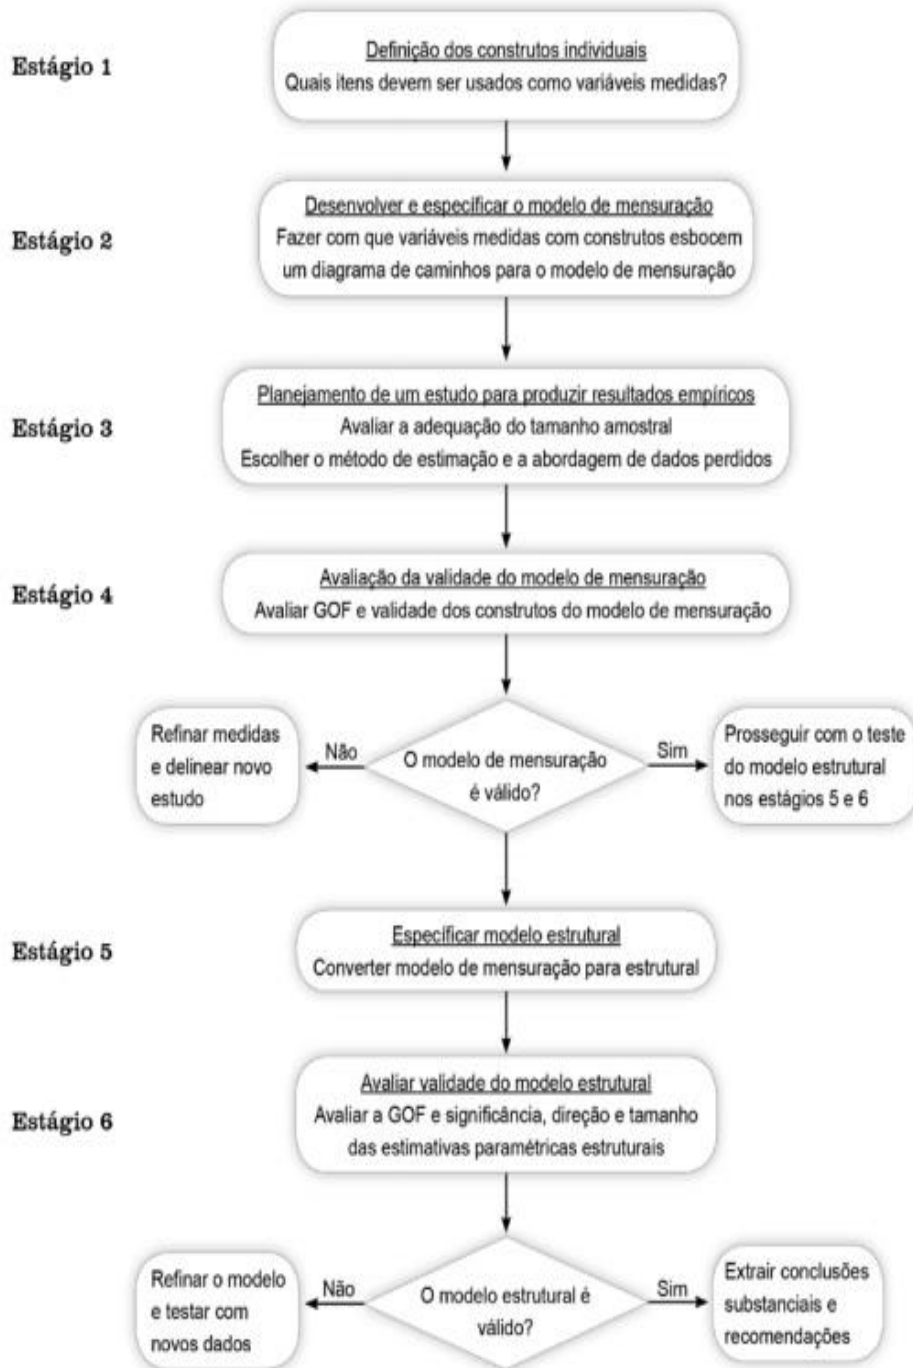 Estágio 1
Definição dos construtos individuais
Quais itens devem ser usados como variáveis medidas?
Estágio 2
Desenvolver e especificar o modelo de mensuração
Fazer com que variáveis medidas com construtos esbocem
um diagrama de caminhos para o modelo de mensuração
Estágio 3
Planejamento de um estudo para produzir resultados empíricos
Avaliar a adequação do tamanho amostral
Escolher o método de estimação e a abordagem de dados perdidos
Estágio 4
Avaliação da validade do modelo de mensuração
Avaliar GOF e validade dos construtos do modelo de mensuração
Refinar medidas
e delinear novo
estudo
Não
O modelo de mensuração
é válido?
Sim
Prosseguir com o teste
do modelo estrutural
nos estágios 5 e 6
Estágio 5
Específicar modelo estrutural
Converter modelo de mensuração para estrutural
Estágio 6
Avaliar validade do modelo estrutural
Avaliar a GOF e significância, direção e tamanho
das estimativas paramétricas estruturais
Refinar o modelo
e testar com
novos dados
Não
O modelo estrutural é
válido?
Sim
Extrair conclusões
substanciais e
recomendações